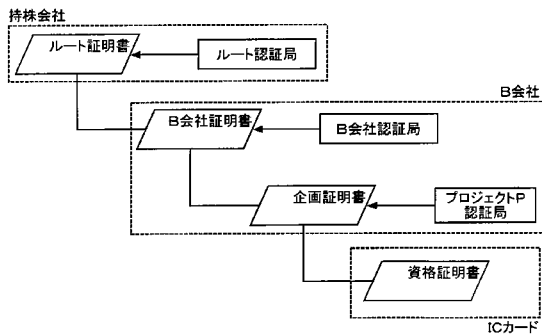 持株会社
ルート証明書
ルート認証局
B会社
B会社証明書
B会社認証局
企画証明書
プロジェクトP
認証局
資格証明書
ICカード